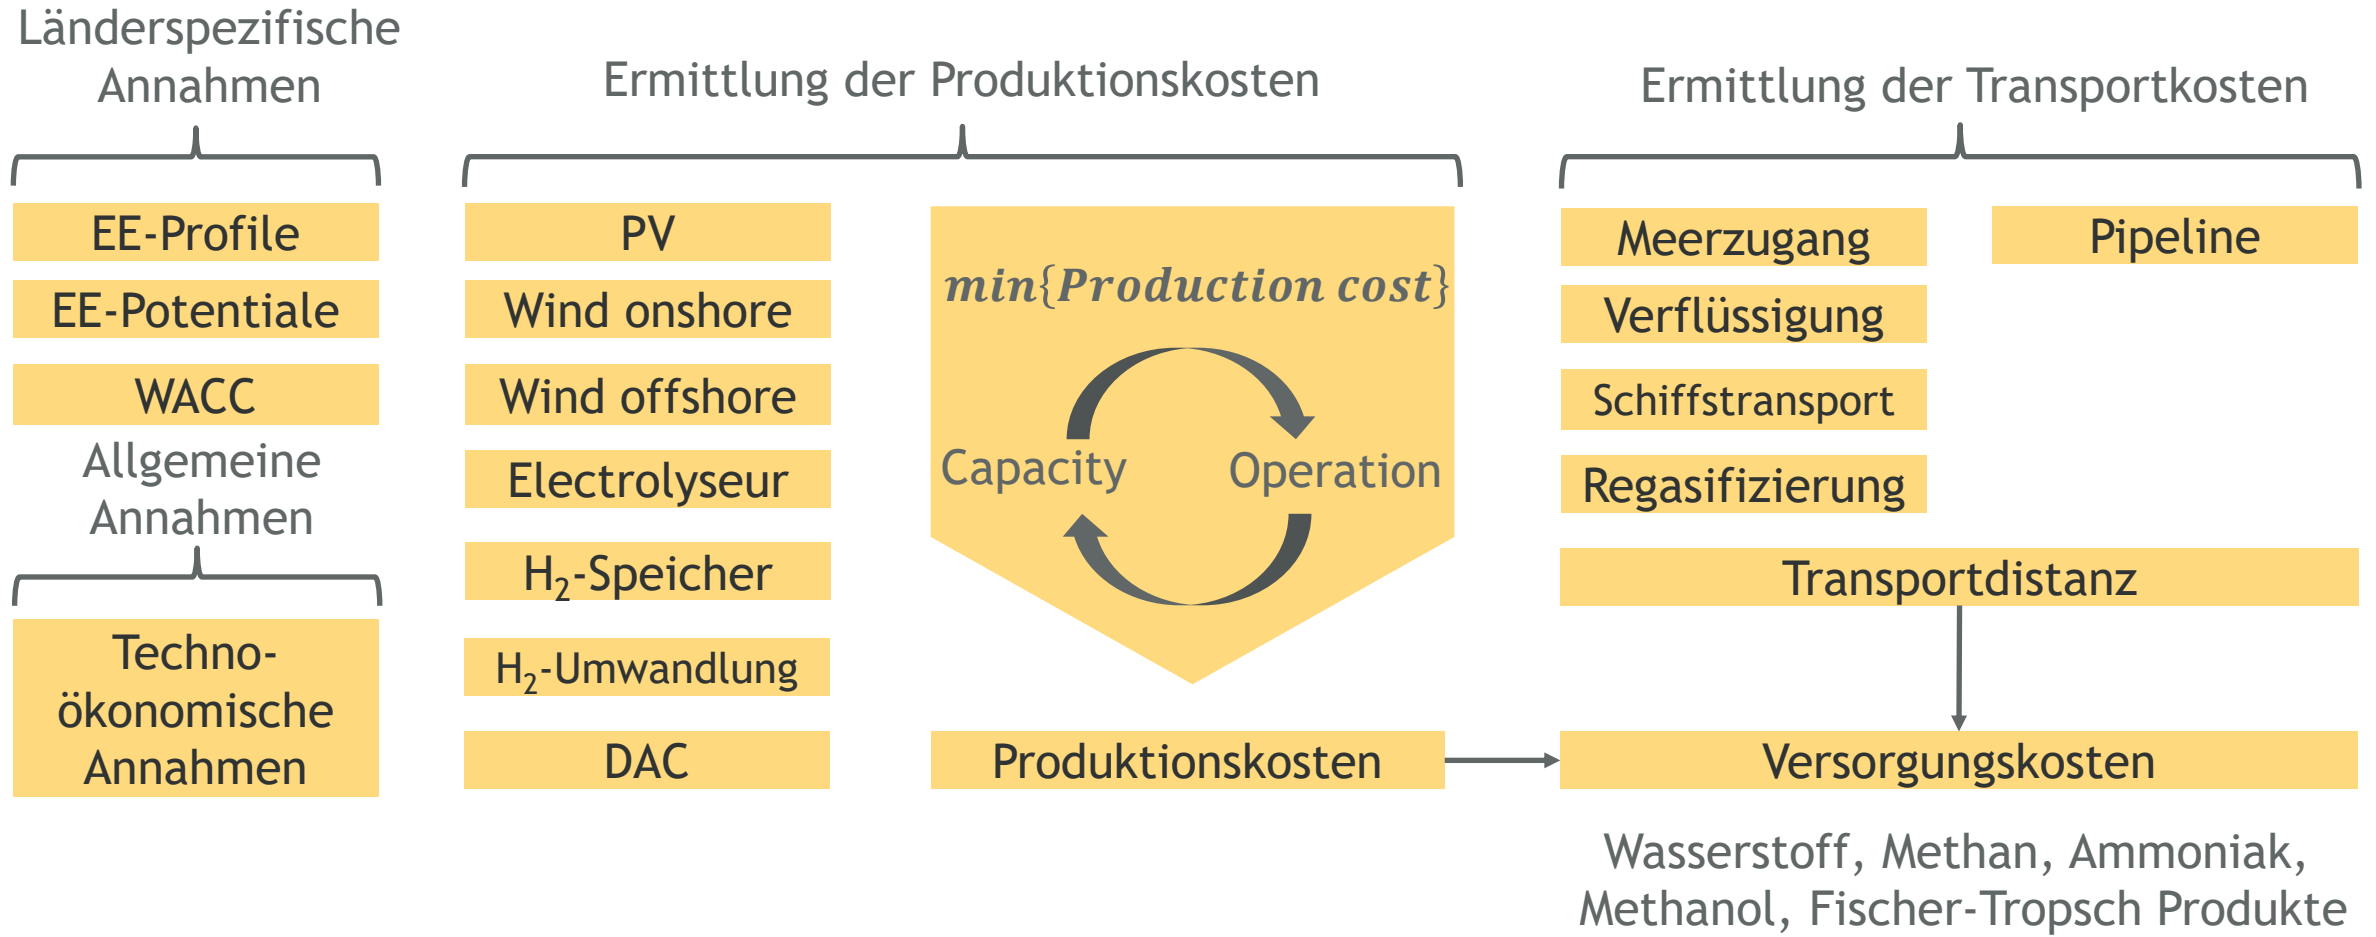 Länderspezifische
Annahmen
EE-Profile
EE-Potentiale
WACC
Allgemeine
Annahmen
Techno-
ökonomische
Annahmen
Ermittlung der Produktionskosten
PV
Wind onshore
Wind offshore
Electrolyseur
H₂-Speicher
H₂-Umwandlung
DAC
min{Production cost}
Capacity
Operation
Produktionskosten
Ermittlung der Transportkosten
Meerzugang
Verflüssigung
Schiffstransport
Regasifizierung
Pipeline
Transportdistanz
Versorgungskosten
Wasserstoff, Methan, Ammoniak,
Methanol, Fischer-Tropsch Produkte